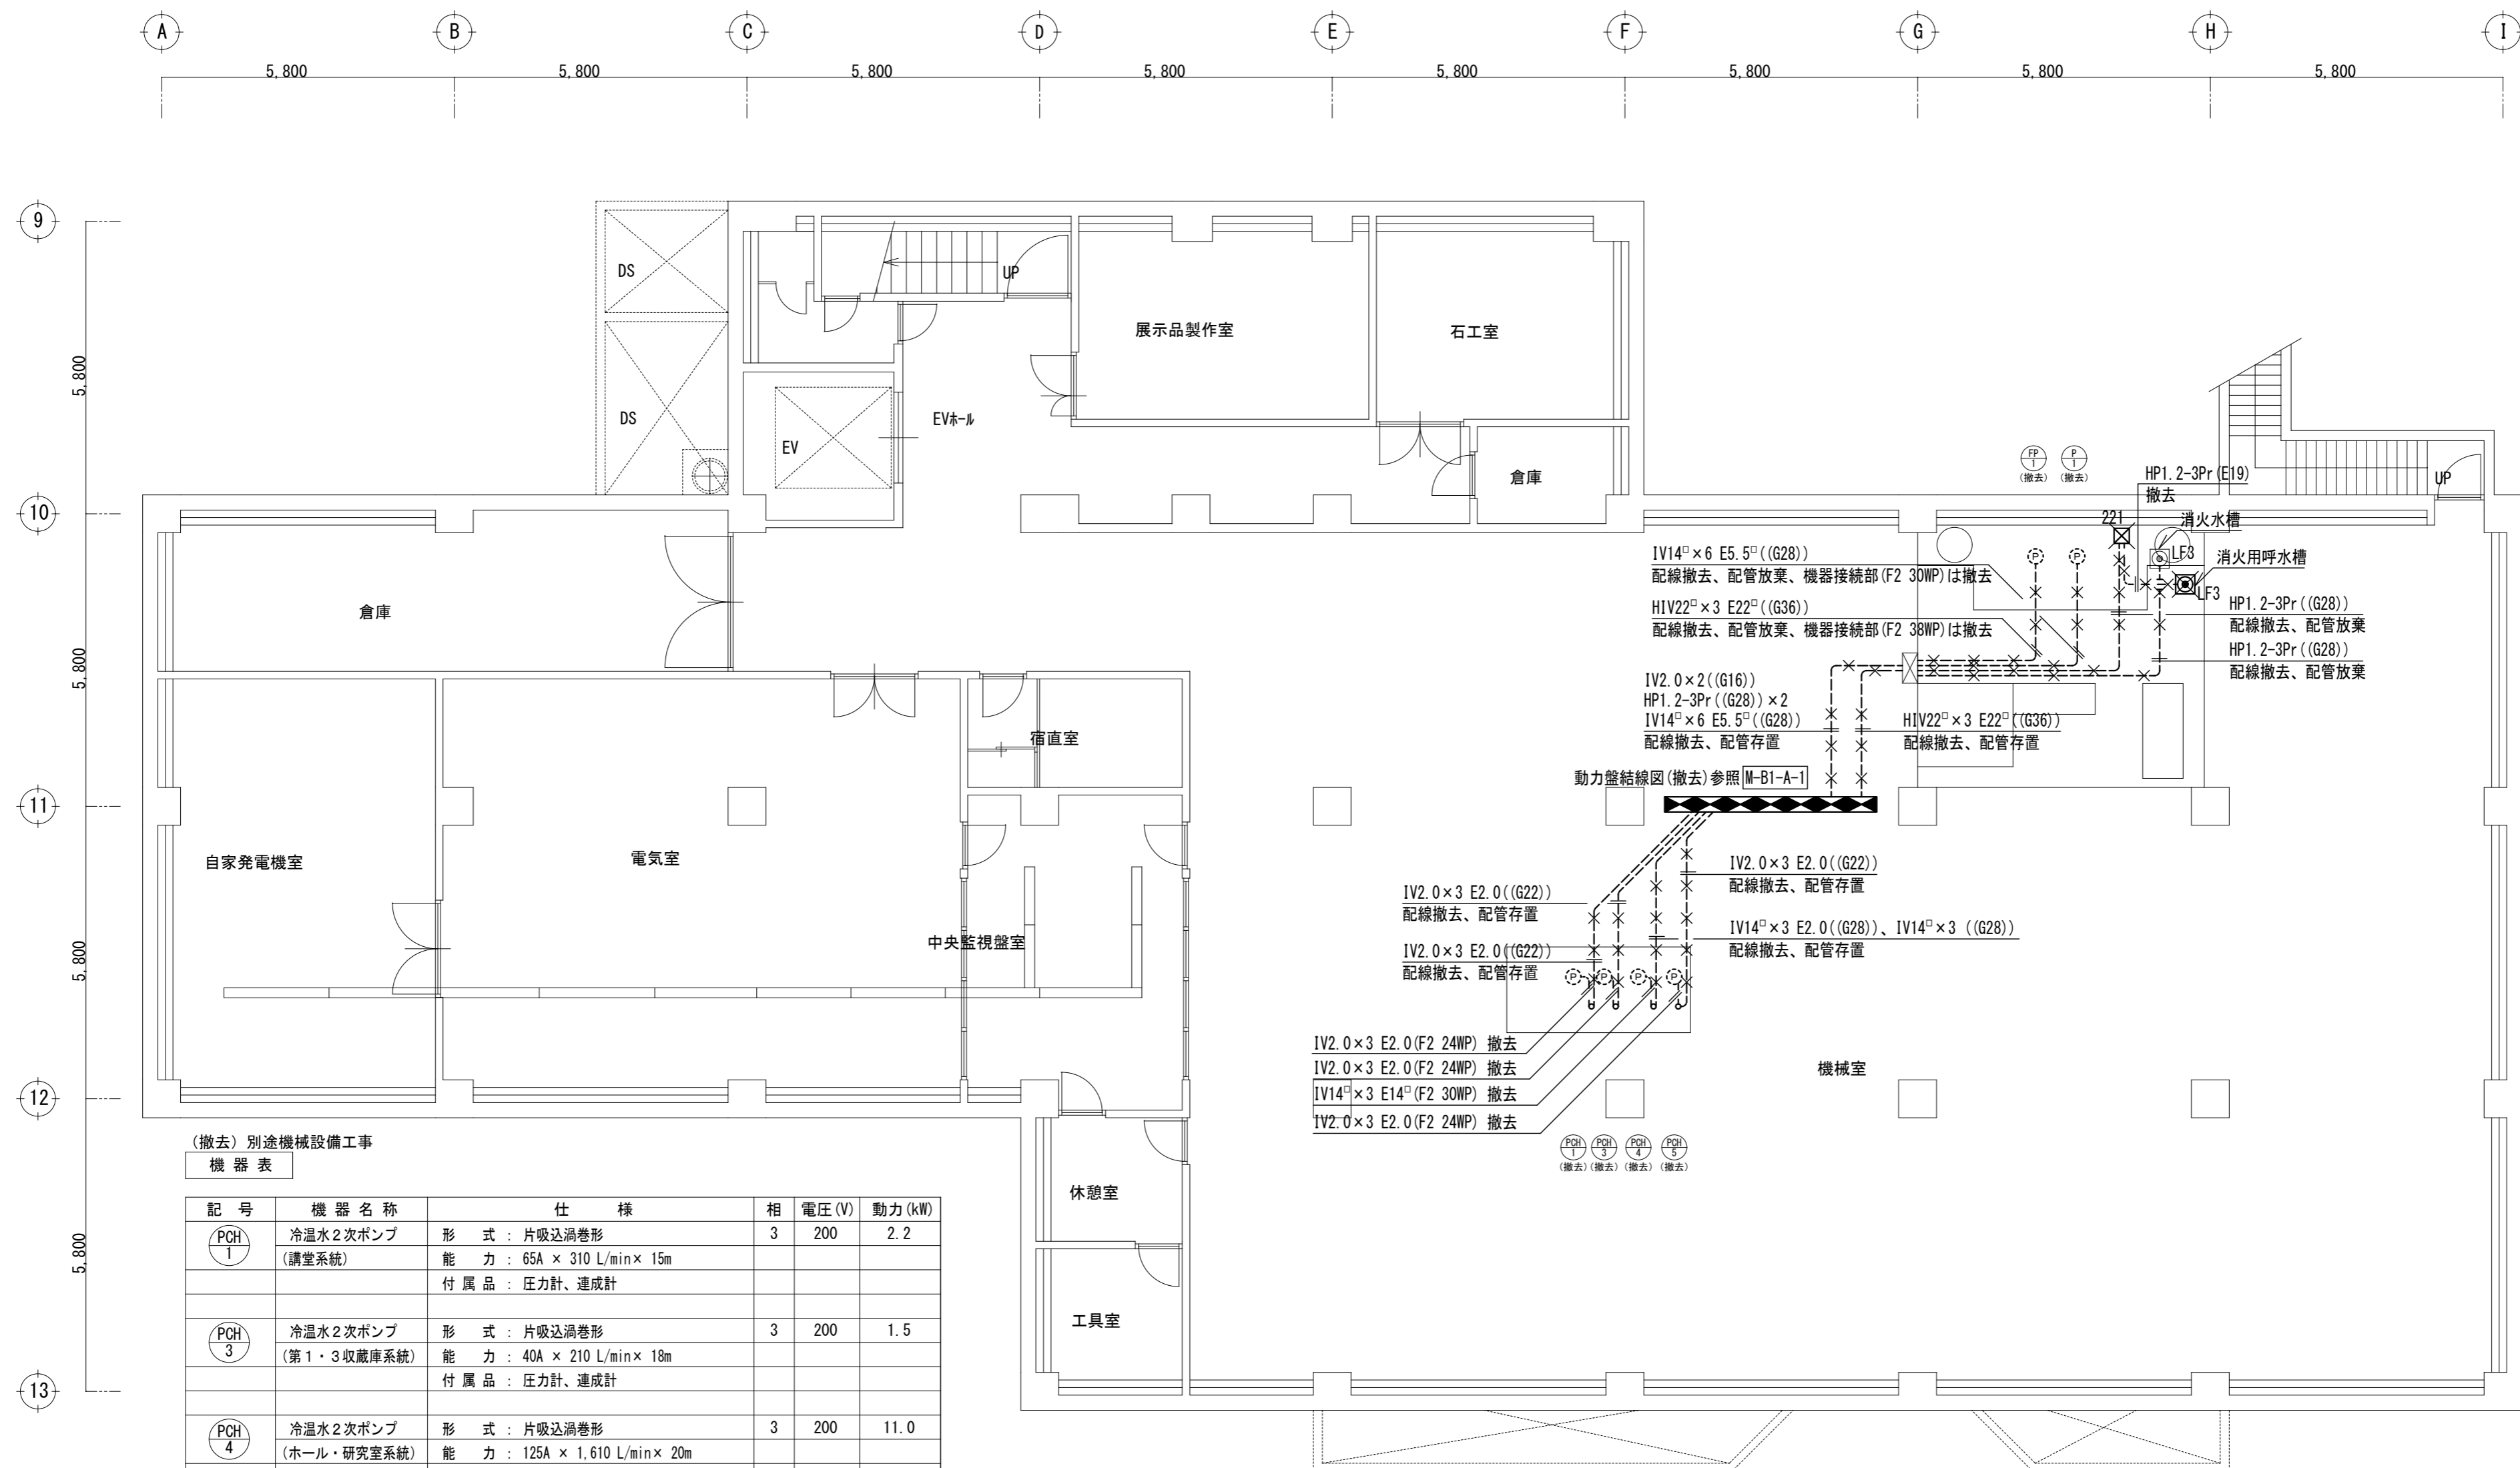 A B C D E F G H I
5,800 5,800 5,800 5,800 5,800 5,800 5,800 5,800
9
DS
UP
展示品製作室
石工室
5,800
DS
EVホール
EV
倉庫
FP 1 (撤去)
P 1 (撤去)
HP1.2-3Pr(E19)
撤去
UP
10
221
消火水槽
LF3
消火用呼水槽
LF3
IV14□×6 E5.5□((G28))
配線撤去、配管放棄、機器接続部(F2 30WP)は撤去
HIV22□×3 E22□((G36))
配線撤去、配管放棄、機器接続部(F2 38WP)は撤去
P P
HP1.2-3Pr((G28))
配線撤去、配管放棄
HP1.2-3Pr((G28))
配線撤去、配管放棄
倉庫
5,800
IV2.0×2((G16))
HP1.2-3Pr((G28))×2
IV14□×6 E5.5□((G28))
配線撤去、配管存置
HIV22□×3 E22□((G36))
配線撤去、配管存置
宿直室
動力盤結線図(撤去)参照 M-B1-A-1
11
自家発電機室
電気室
IV2.0×3 E2.0((G22))
配線撤去、配管存置
IV2.0×3 E2.0((G22))
配線撤去、配管存置
中央監視盤室
IV14□×3 E2.0((G28))、IV14□×3 ((G28))
配線撤去、配管存置
5,800
IV2.0×3 E2.0((G22))
配線撤去、配管存置
P P P P
IV2.0×3 E2.0(F2 24WP) 撤去
IV2.0×3 E2.0(F2 24WP) 撤去
IV14□×3 E14□(F2 30WP) 撤去
IV2.0×3 E2.0(F2 24WP) 撤去
機械室
12
PCH 1 (撤去)
PCH 3 (撤去)
PCH 4 (撤去)
PCH 5 (撤去)
休憩室
5,800
工具室
13
(撤去) 別途機械設備工事
機 器 表
記 号 機 器 名 称 仕 様 相 電圧(V) 動力(kW)
PCH 1 冷温水2次ポンプ 形 式 : 片吸込渦巻形 3 200 2.2
(講堂系統) 能 力 : 65A × 310 L/min× 15m
付 属 品 : 圧力計、連成計
PCH 3 冷温水2次ポンプ 形 式 : 片吸込渦巻形 3 200 1.5
(第1・3収蔵庫系統) 能 力 : 40A × 210 L/min× 18m
付 属 品 : 圧力計、連成計
PCH 4 冷温水2次ポンプ 形 式 : 片吸込渦巻形 3 200 11.0
(ホール・研究室系統) 能 力 : 125A × 1,610 L/min× 20m